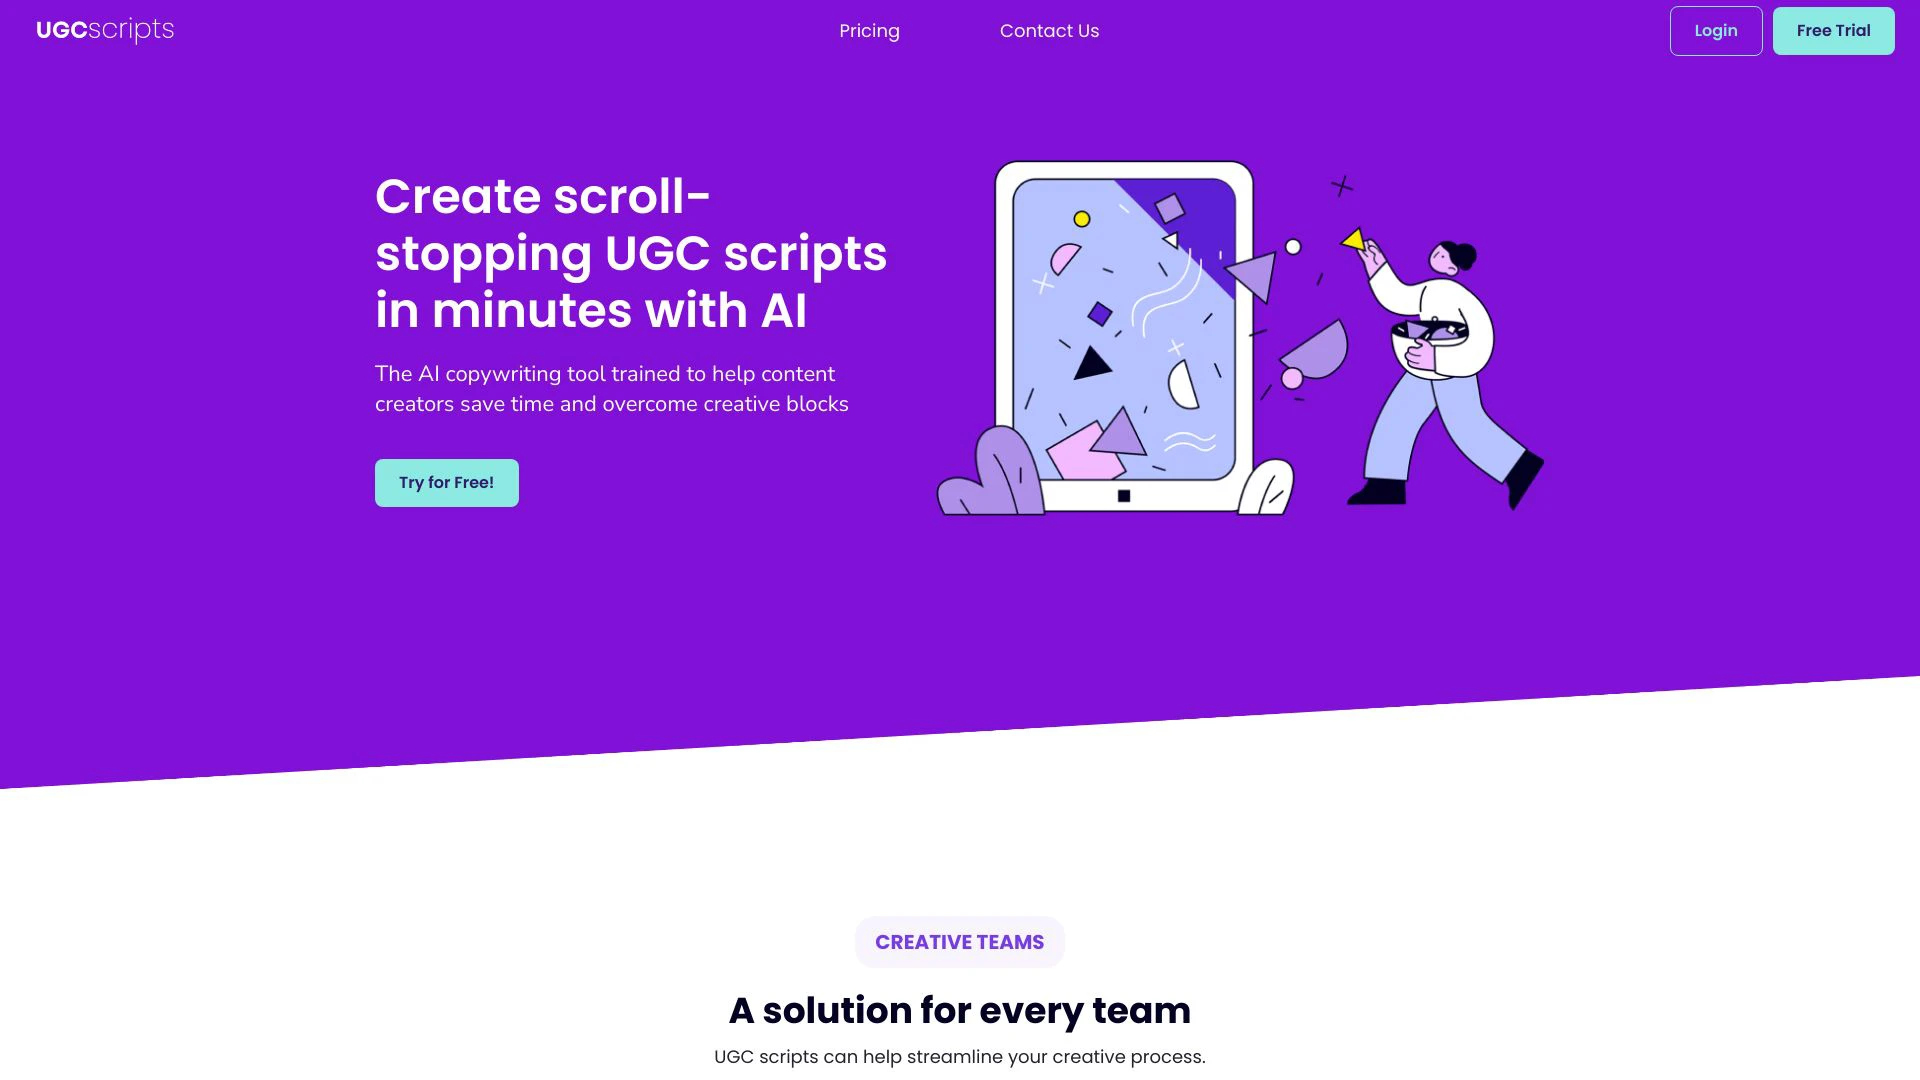 UGCscripts
Pricing
Contact Us
Login
Free Trial
Create scroll-
stopping UGC scripts
in minutes with AI
The AI copywriting tool trained to help content
creators save time and overcome creative blocks
Try for Free!
CREATIVE TEAMS
A solution for every team
UGC scripts can help streamline your creative process.